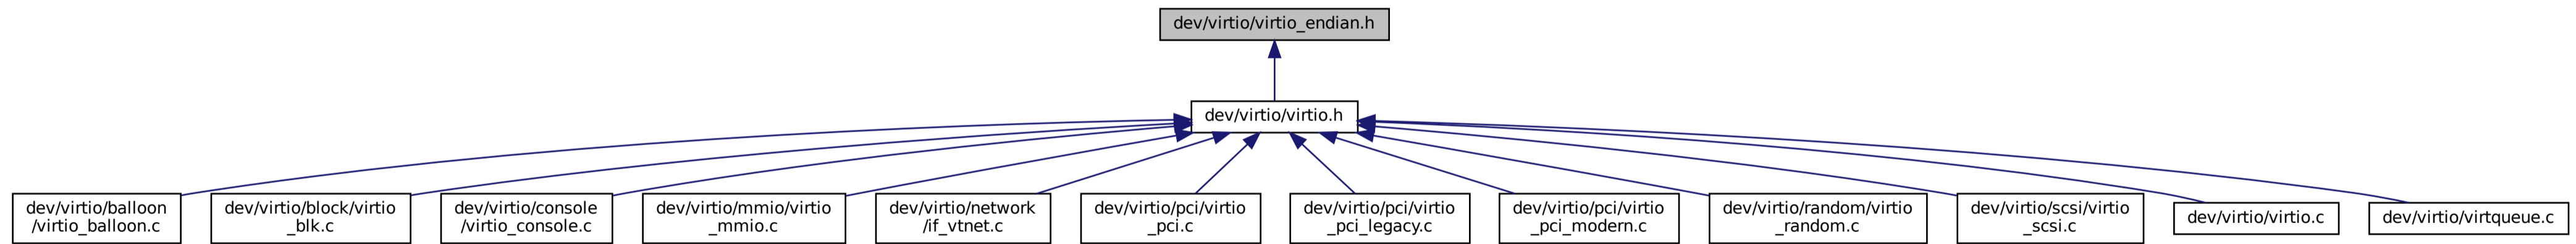 dev/virtio/virtio_endian.h
dev/virtio/virtio.h
dev/virtio/balloon
/virtio_balloon.c
dev/virtio/block/virtio
_blk.c
dev/virtio/console
/virtio_console.c
dev/virtio/mmio/virtio
_mmio.c
dev/virtio/network
/if_vtnet.c
dev/virtio/pci/virtio
_pci.c
dev/virtio/pci/virtio
_pci_legacy.c
dev/virtio/pci/virtio
_pci_modern.c
dev/virtio/random/virtio
_random.c
dev/virtio/scsi/virtio
_scsi.c
dev/virtio/virtio.c
dev/virtio/virtqueue.c